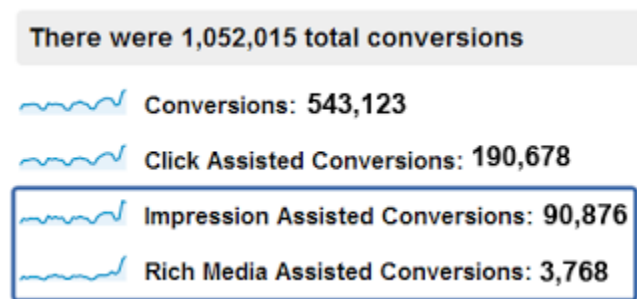 There were 1,052,015 total conversions
Conversions: 543,123
Click Assisted Conversions: 190,678
Impression Assisted Conversions: 90,876
Rich Media Assisted Conversions: 3,768